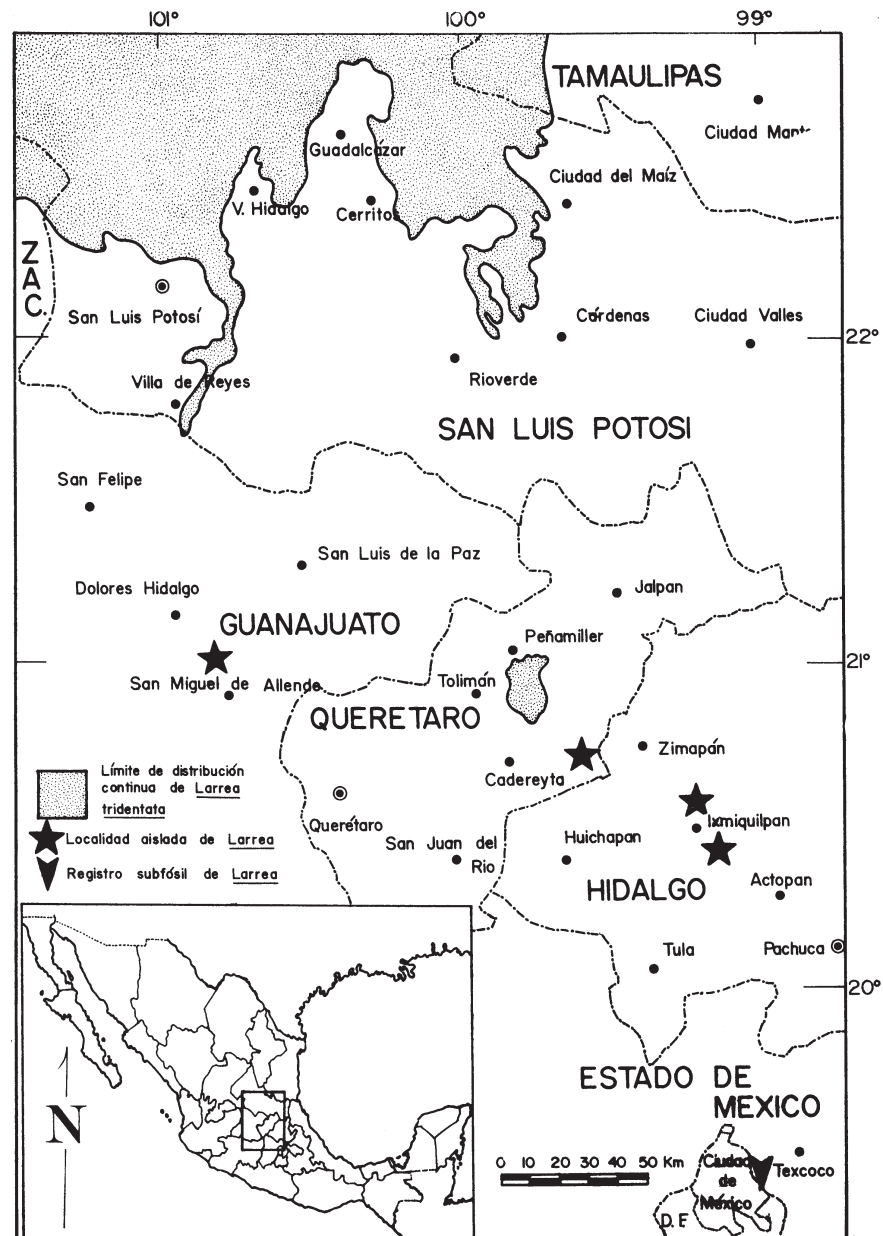 101° 100° 99°
TAMAULIPAS
Ciudad Mant
Guadalcázar
Ciudad del Maíz
V. Hidalgo
Cerritos
ZAC.
San Luis Potosí
Cárdenas
Ciudad Valles
22°
Villa de Reyes
Rioverde
SAN LUIS POTOSI
San Felipe
San Luis de la Paz
Dolores Hidalgo
Jalpan
GUANAJUATO
Peñamiller
21°
San Miguel de Allende
Tolimán
QUERETARO
Zimapán
Cadereyta
Límite de distribución
continua de Larrea
tridentata
Localidad aislada de Larrea
Registro subfósil de Larrea
Querétaro
Ixmiquilpan
San Juan del
Rio
Huichapan
HIDALGO
Actopan
Tula
Pachuca
20°
ESTADO DE
MEXICO
N
0 10 20 30 40 50 Km
Ciudad
de
México
Texcoco
D.F.